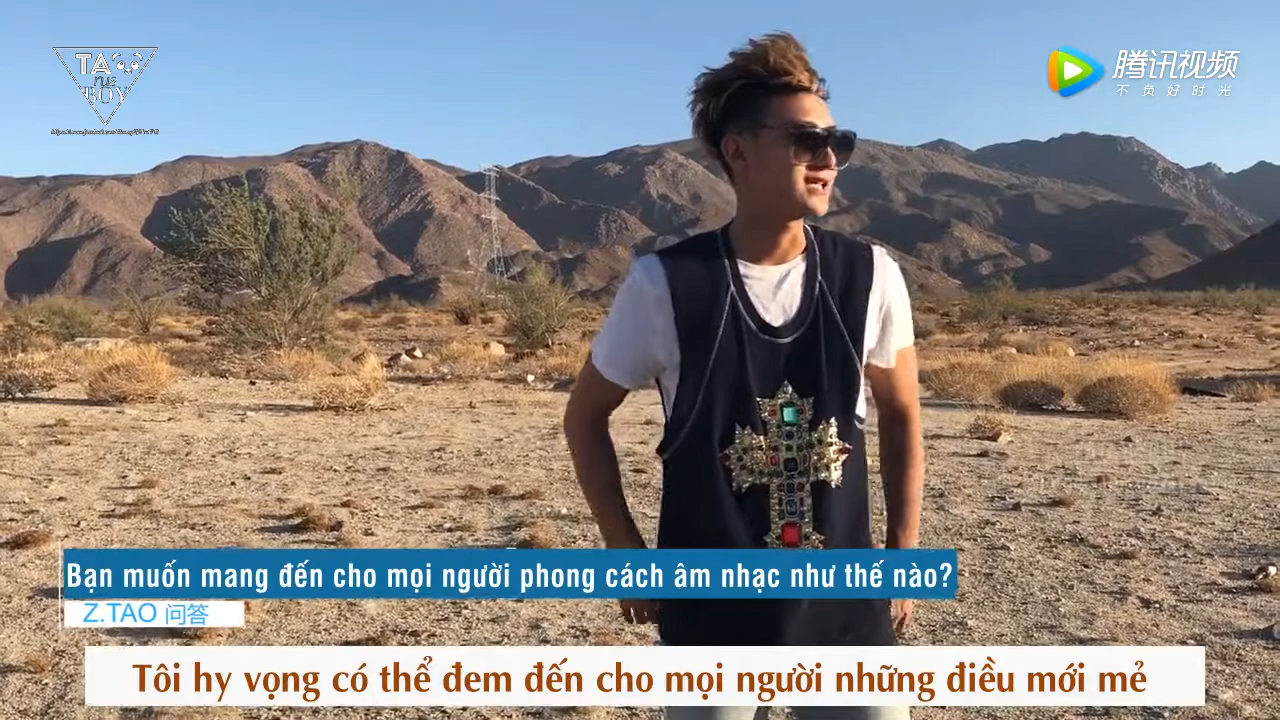 TA
THE
BOY
腾讯视频
不负好时光
Bạn muốn mang đến cho mọi người phong cách âm nhạc như thế nào?
Z.TAO 问答
Tôi hy vọng có thể đem đến cho mọi người những điều mới mẻ